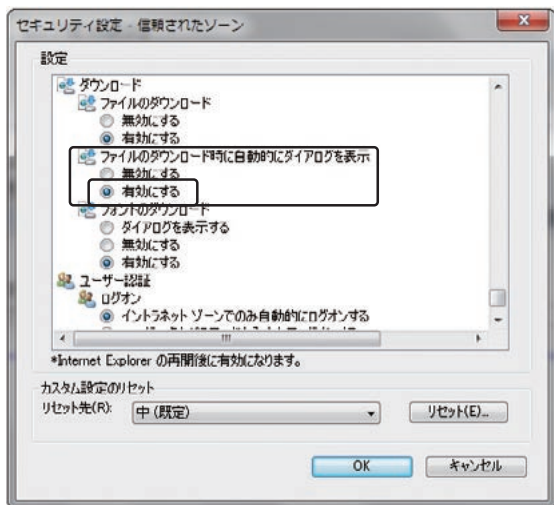 セキュリティ設定 - 信頼されたゾーン
設定
ダウンロード
ファイルのダウンロード
無効にする
有効にする
ファイルのダウンロード時に自動的にダイアログを表示
無効にする
有効にする
フォントのダウンロード
ダイアログを表示する
無効にする
有効にする
ユーザー認証
ログオン
イントラネット ゾーンでのみ自動的にログオンする
*Internet Explorer の再開後に有効になります。
カスタム設定のリセット
リセット先(R):
中 (既定)
リセット(E)...
OK
キャンセル